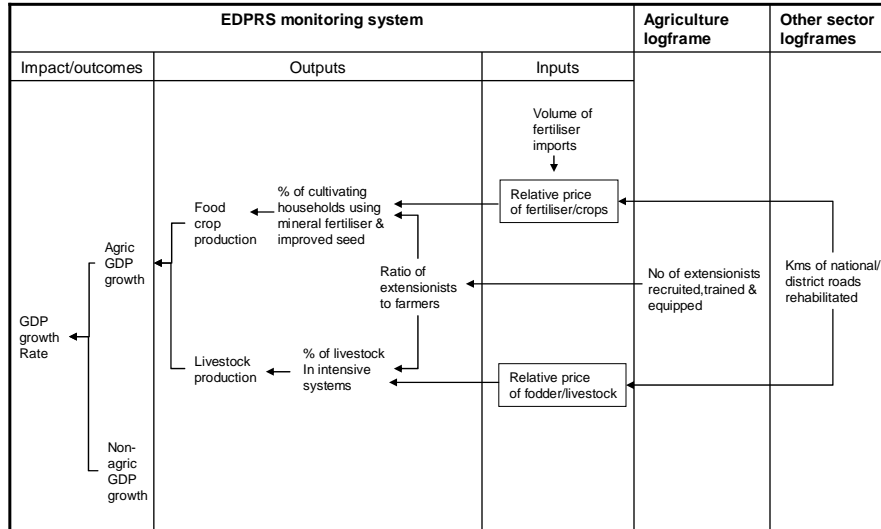 EDPRS monitoring system
Agriculture
logframe
Other sector
logframes
Impact/outcomes
Outputs
Inputs
Volume of
fertiliser
imports
Relative price
of fertiliser/crops
% of cultivating
households using
mineral fertiliser &
improved seed
Food
crop
production
Agric
GDP
growth
Ratio of
extensionists
to farmers
No of extensionists
recruited,trained &
equipped
Kms of national/
district roads
rehabilitated
GDP
growth
Rate
Livestock
production
% of livestock
In intensive
systems
Relative price
of fodder/livestock
Non-
agric
GDP
growth